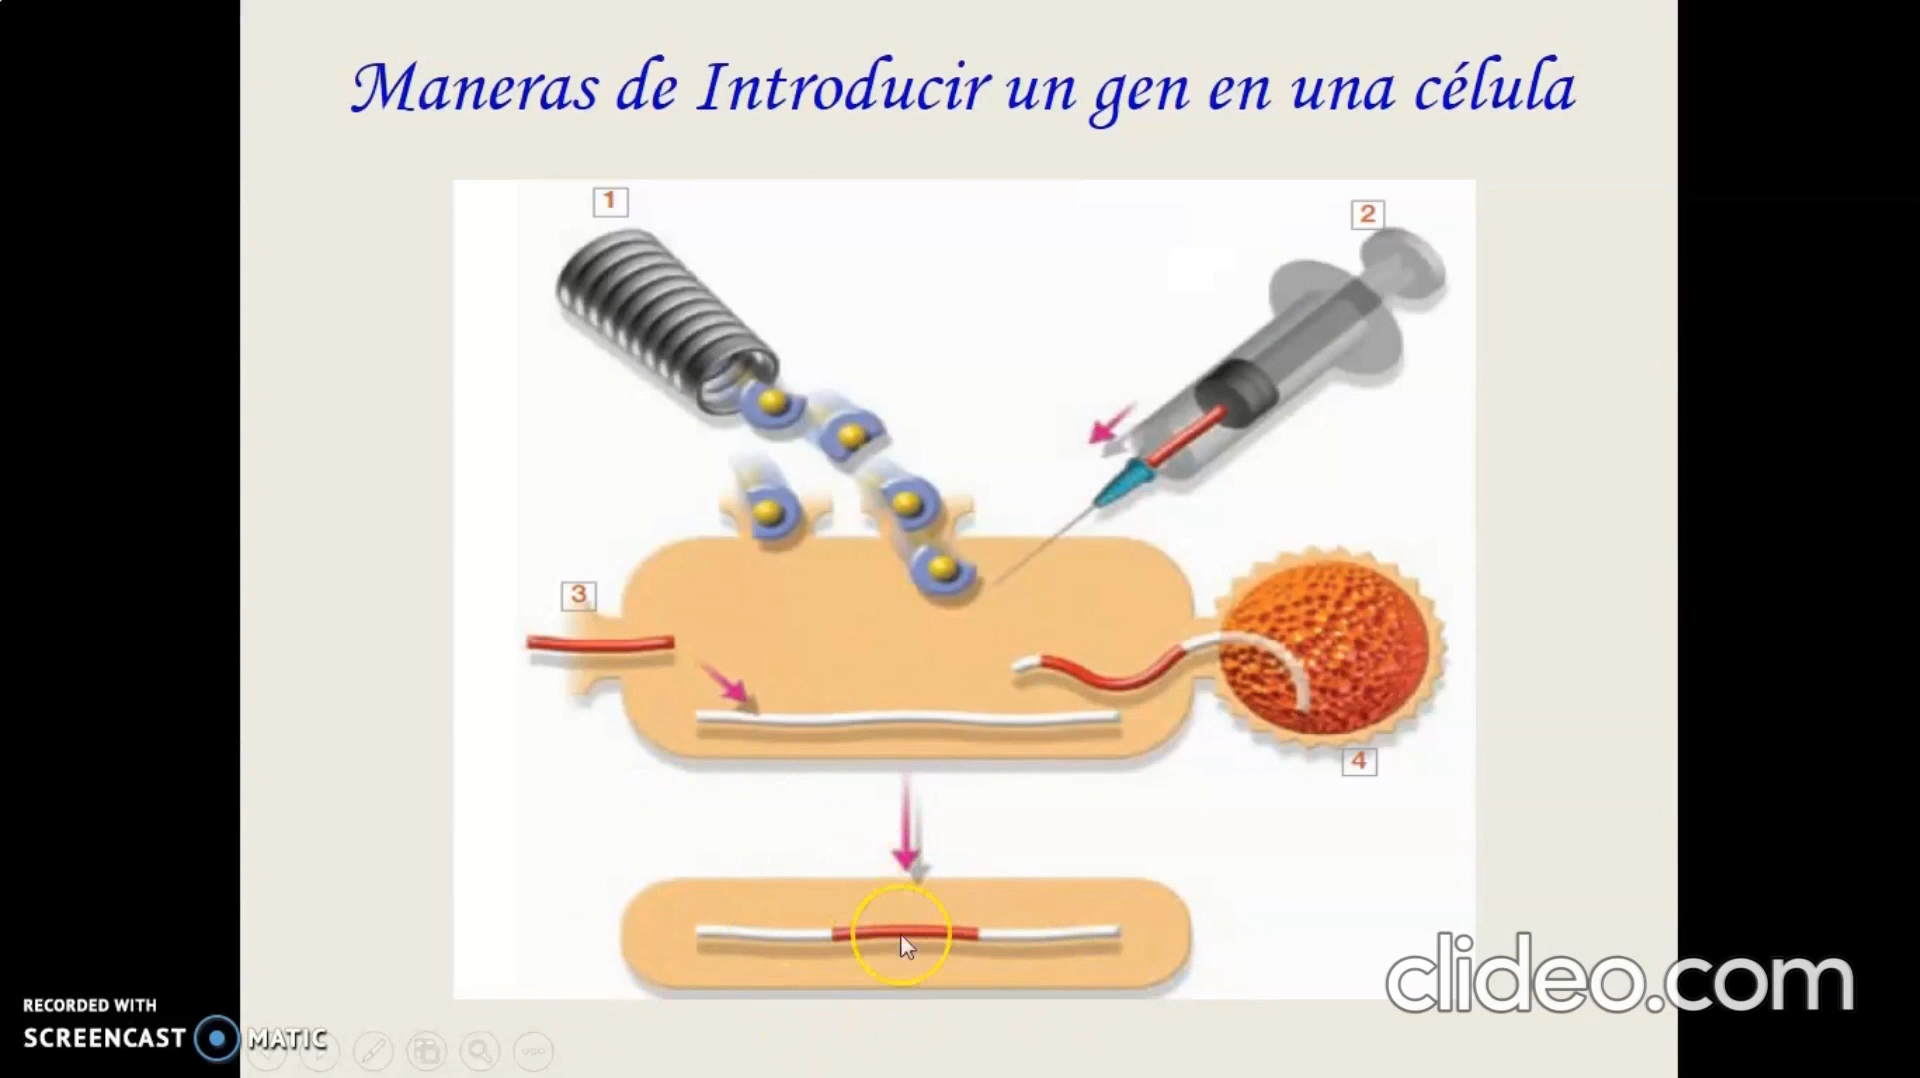 Maneras de Introducir un gen en una célula
1
2
3
4
clideo.com
RECORDED WITH
SCREENCAST MATIC